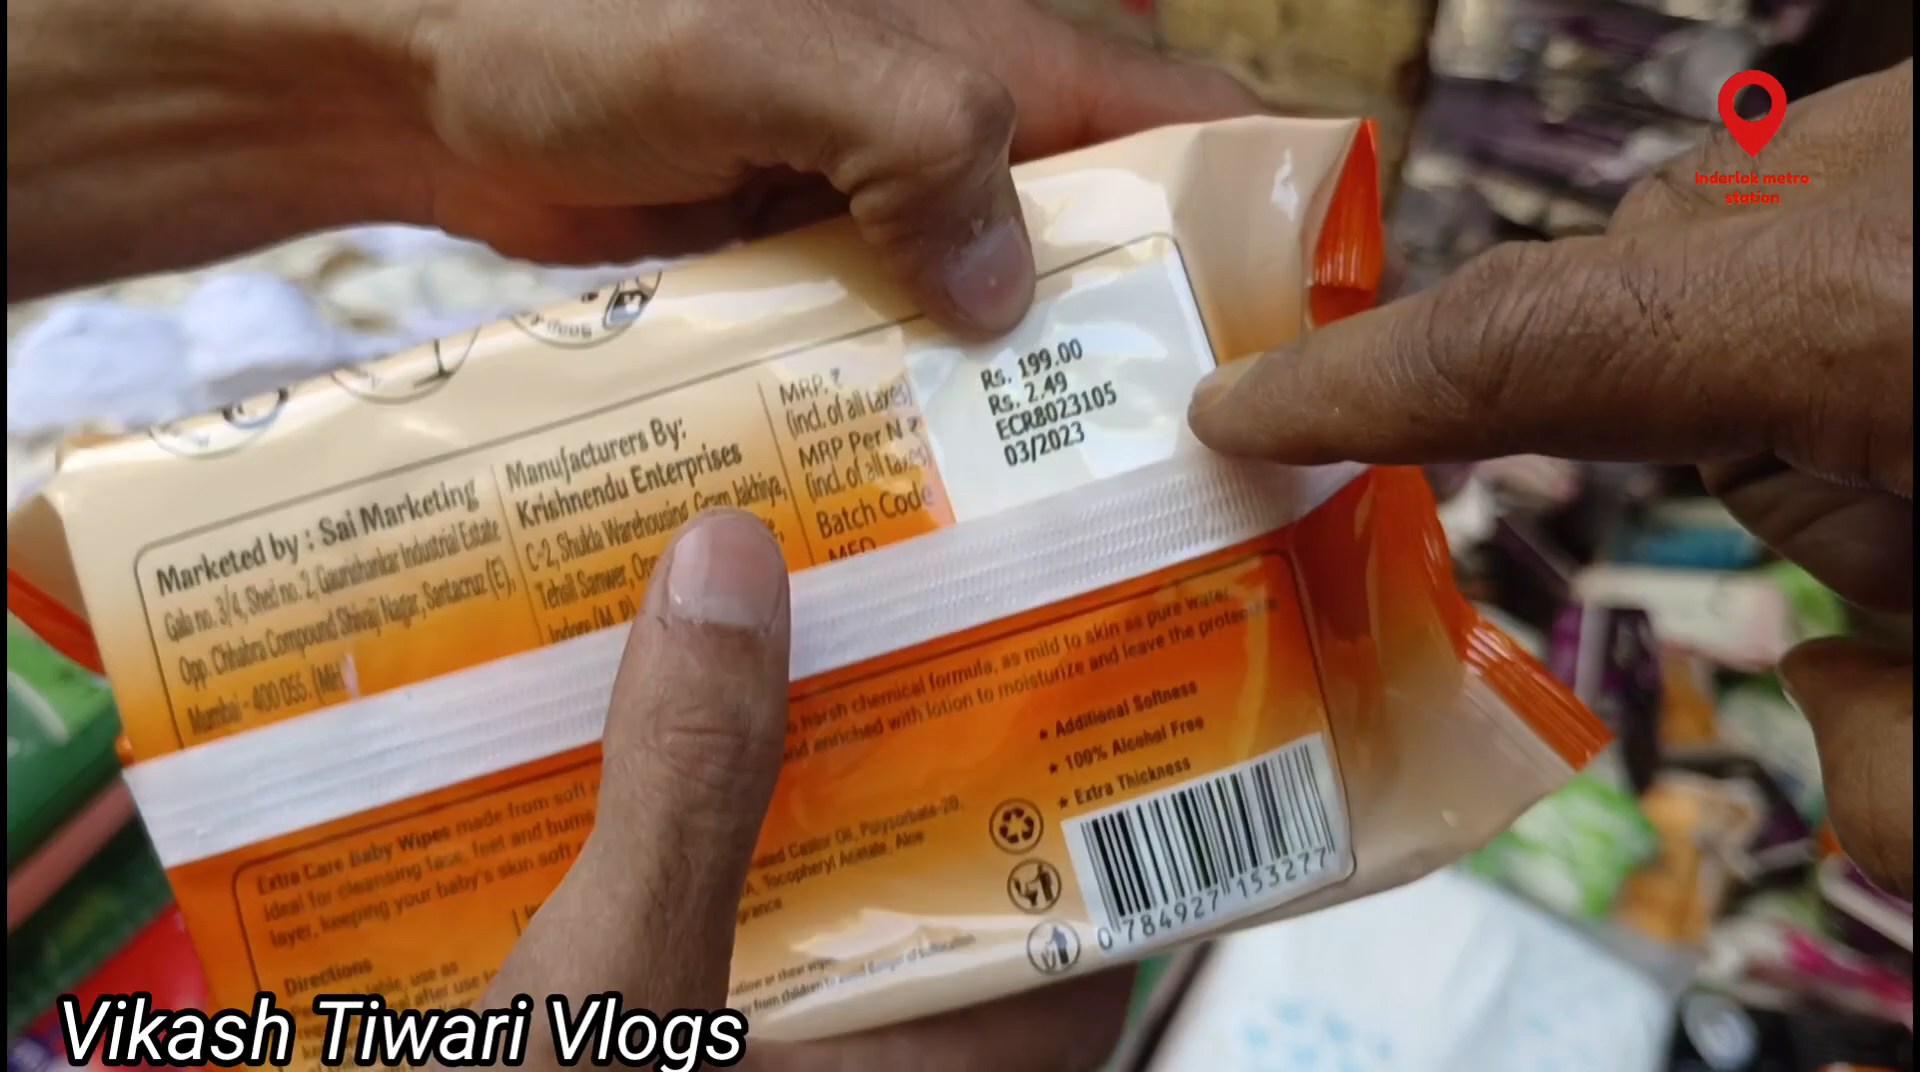 Inderlok metro
station
Rs. 199.00
Rs. 2.49
ECR8023105
03/2023
MRP. ₹
(incl. of all taxes)
MRP Per N ₹
(incl. of all taxes)
Batch Code
MFD
Manufacturers By:
Krishnendu Enterprises
C-2, Shukla Warehousing Gram Jakhiya,
Tehsil Sanwer, Opp
Indore (M.P)
Marketed by : Sai Marketing
Gala no. 3/4, Shed no. 2, Gaurishankar Industrial Estate
Opp. Chhabra Compound Shivaji Nagar, Santacruz (E),
Mumbai - 400 055. (MH
harsh chemical formula, as mild to skin as pure water
and enriched with lotion to moisturize and leave the protective
★ Additional Softness
★ 100% Alcohol Free
★ Extra Thickness
Extra Care Baby Wipes made from soft
ideal for cleansing face, feet and bums
layer, keeping your baby's skin soft
Castor Oil, Polysorbate-20,
Tocopheryl Acetate, Aloe
Directions
0 784927 153277
Vikash Tiwari Vlogs